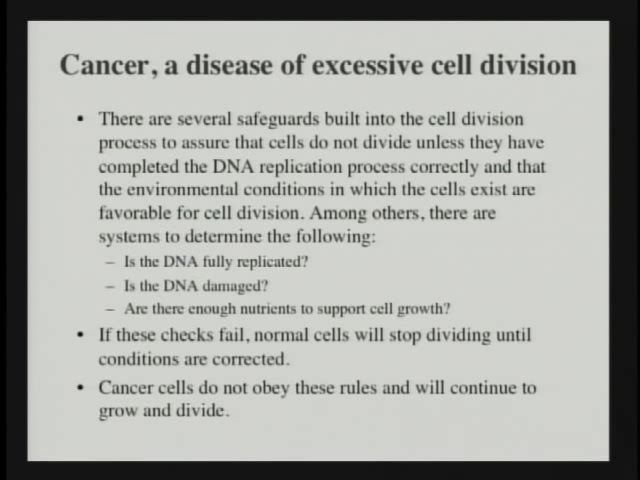 Cancer, a disease of excessive cell division
• There are several safeguards built into the cell division
process to assure that cells do not divide unless they have
completed the DNA replication process correctly and that
the environmental conditions in which the cells exist are
favorable for cell division. Among others, there are
systems to determine the following:
– Is the DNA fully replicated?
– Is the DNA damaged?
– Are there enough nutrients to support cell growth?
• If these checks fail, normal cells will stop dividing until
conditions are corrected.
• Cancer cells do not obey these rules and will continue to
grow and divide.